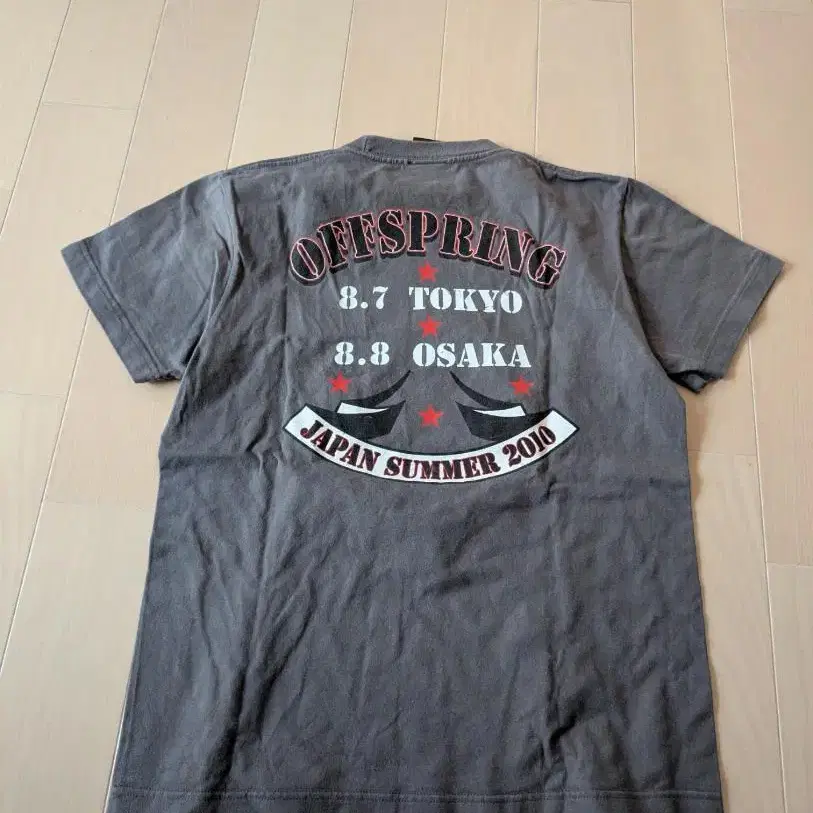 OFFSPRING
8.7 TOKYO
8.8 OSAKA
JAPAN SUMMER 2010